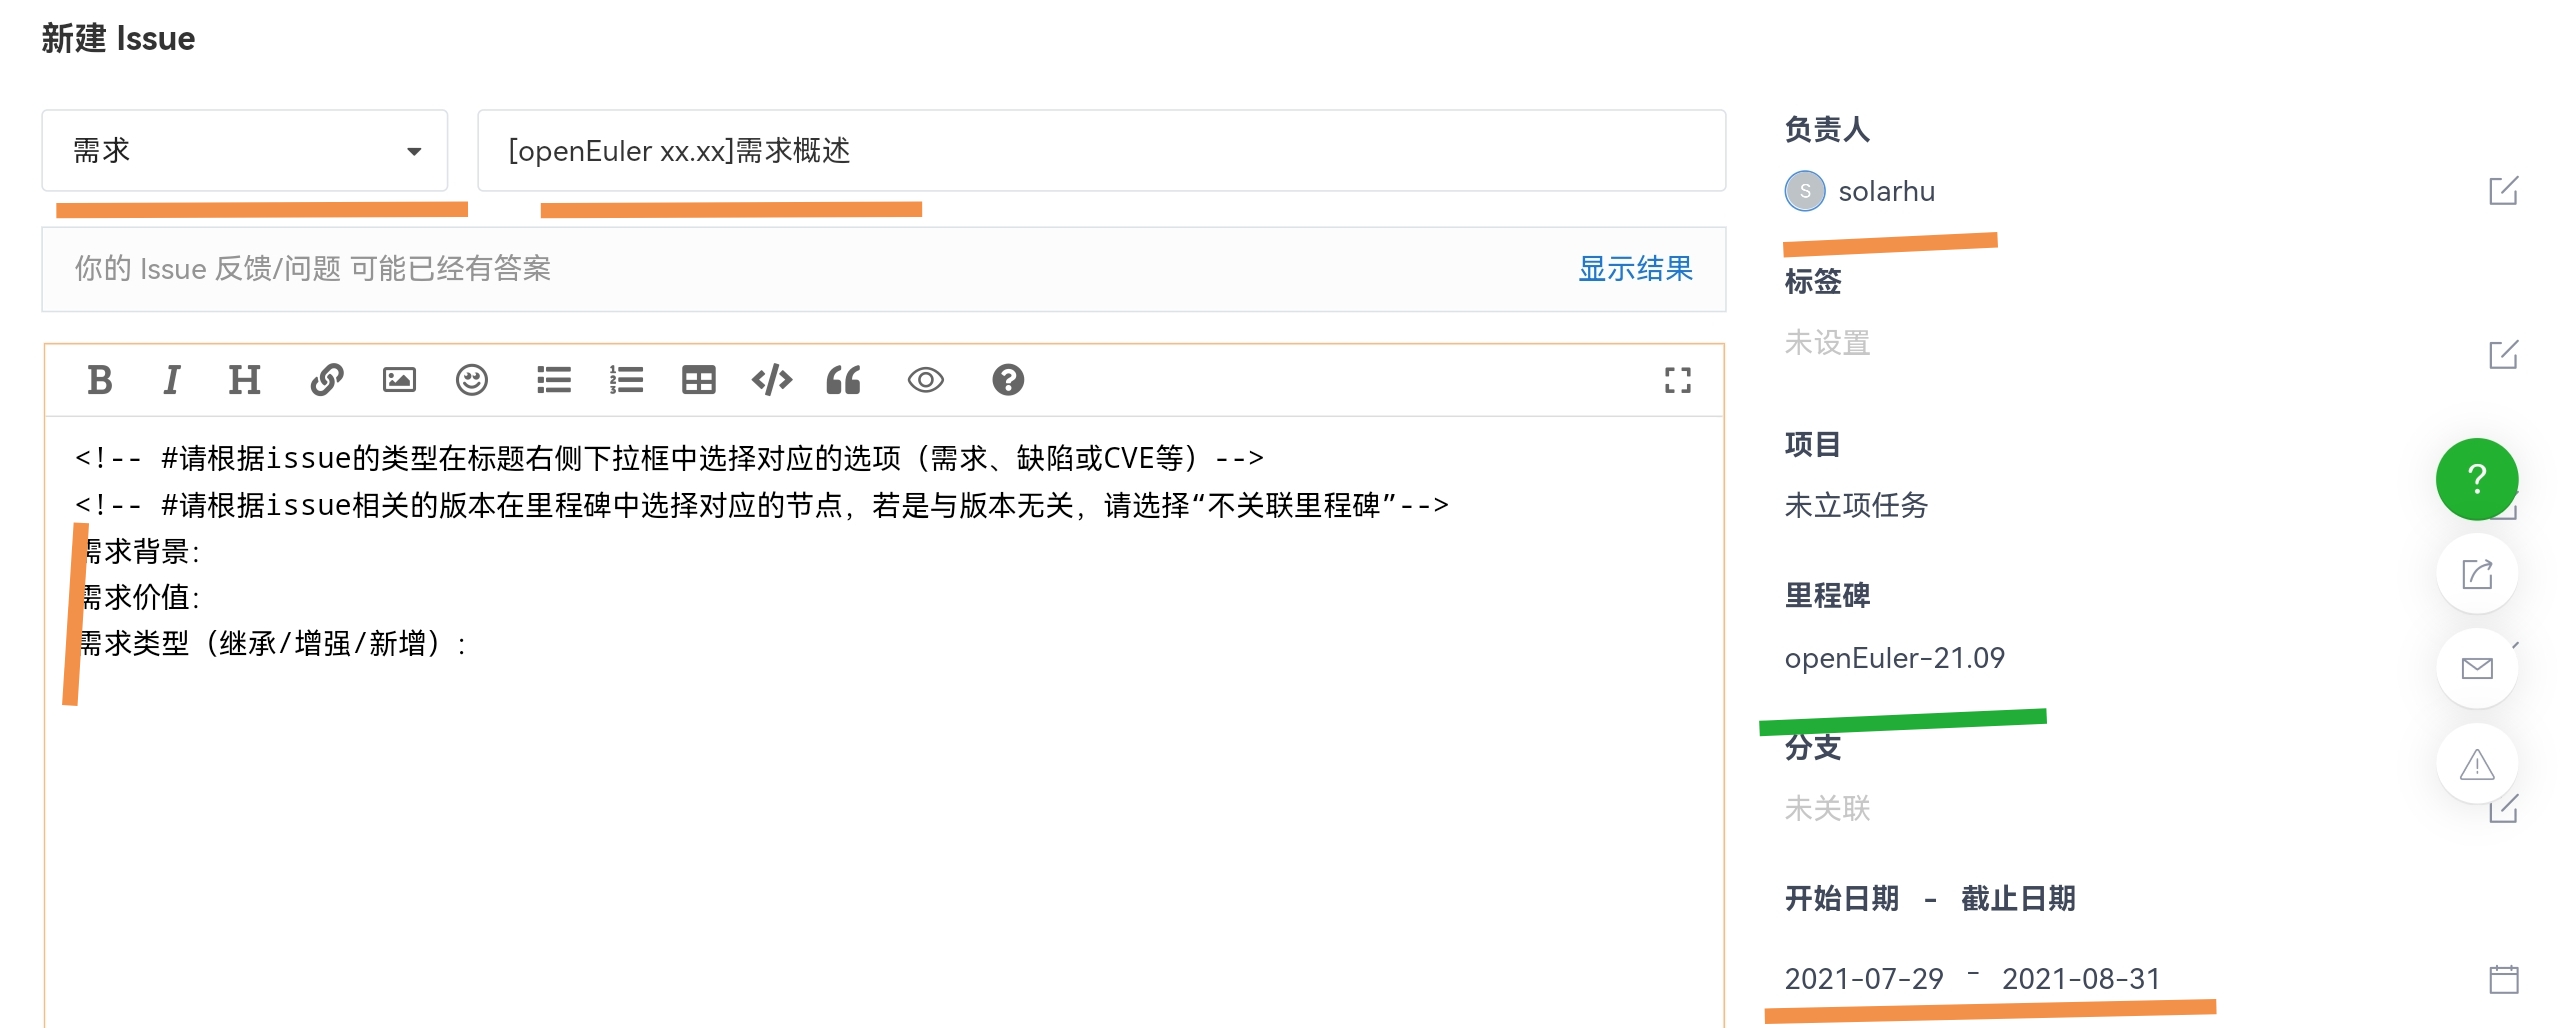 新建 Issue
需求
[openEuler xx.xx]需求概述
你的 Issue 反馈/问题 可能已经有答案
显示结果
<!-- #请根据issue的类型在标题右侧下拉框中选择对应的选项（需求、缺陷或CVE等）-->
<!-- #请根据issue相关的版本在里程碑中选择对应的节点，若是与版本无关，请选择“不关联里程碑”-->
需求背景：
需求价值：
需求类型（继承/增强/新增）：
负责人
S solarhu
标签
未设置
项目
未立项任务
里程碑
openEuler-21.09
分支
未关联
开始日期 - 截止日期
2021-07-29 - 2021-08-31